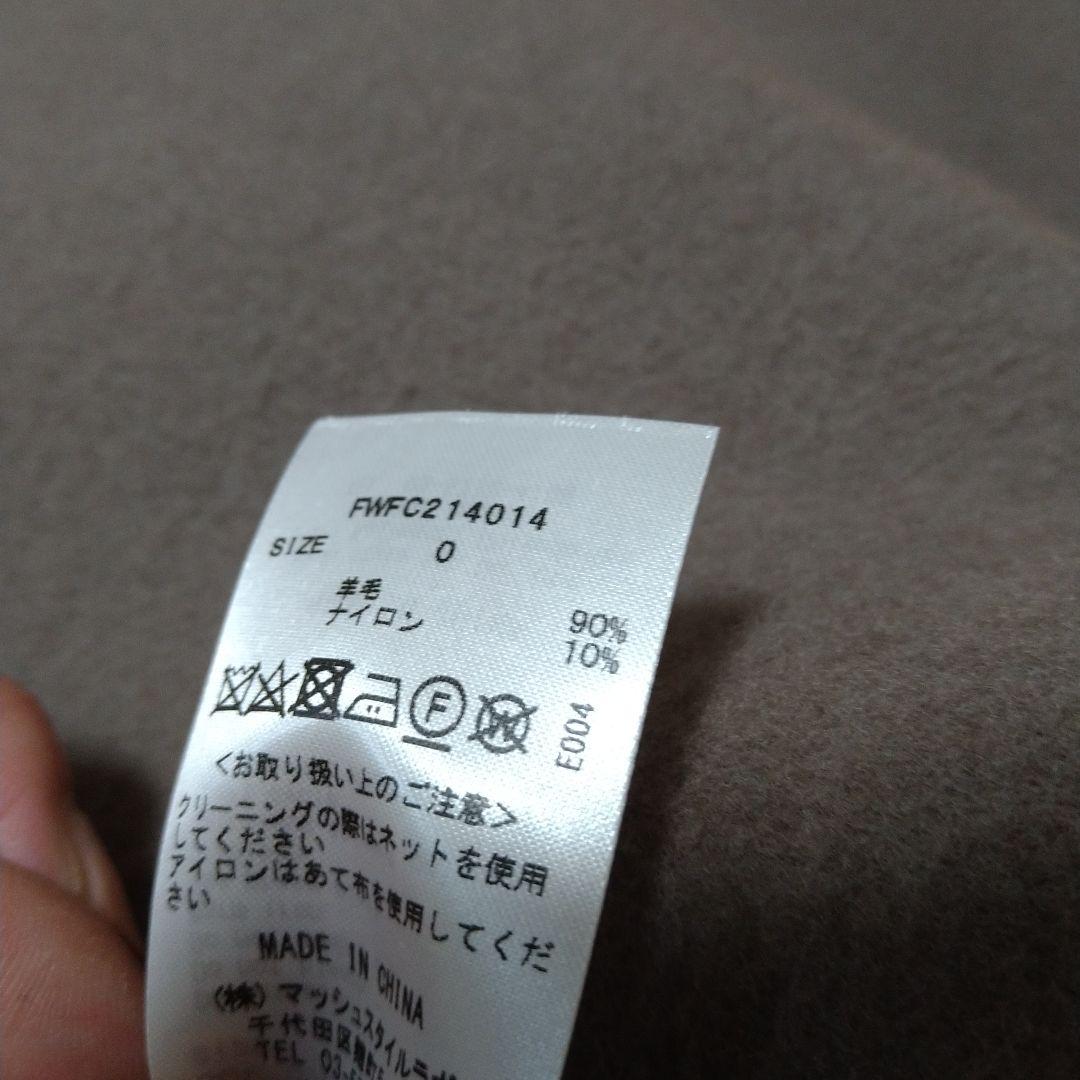 FWFC214014
SIZE 0
羊毛 90%
ナイロン 10%
F W
E004
<お取り扱い上のご注意>
クリーニングの際はネットを使用
してください
アイロンはあて布を使用してくだ
さい
MADE IN CHINA
(株)マッシュスタイルラボ
千代田区麹町
TEL 03-